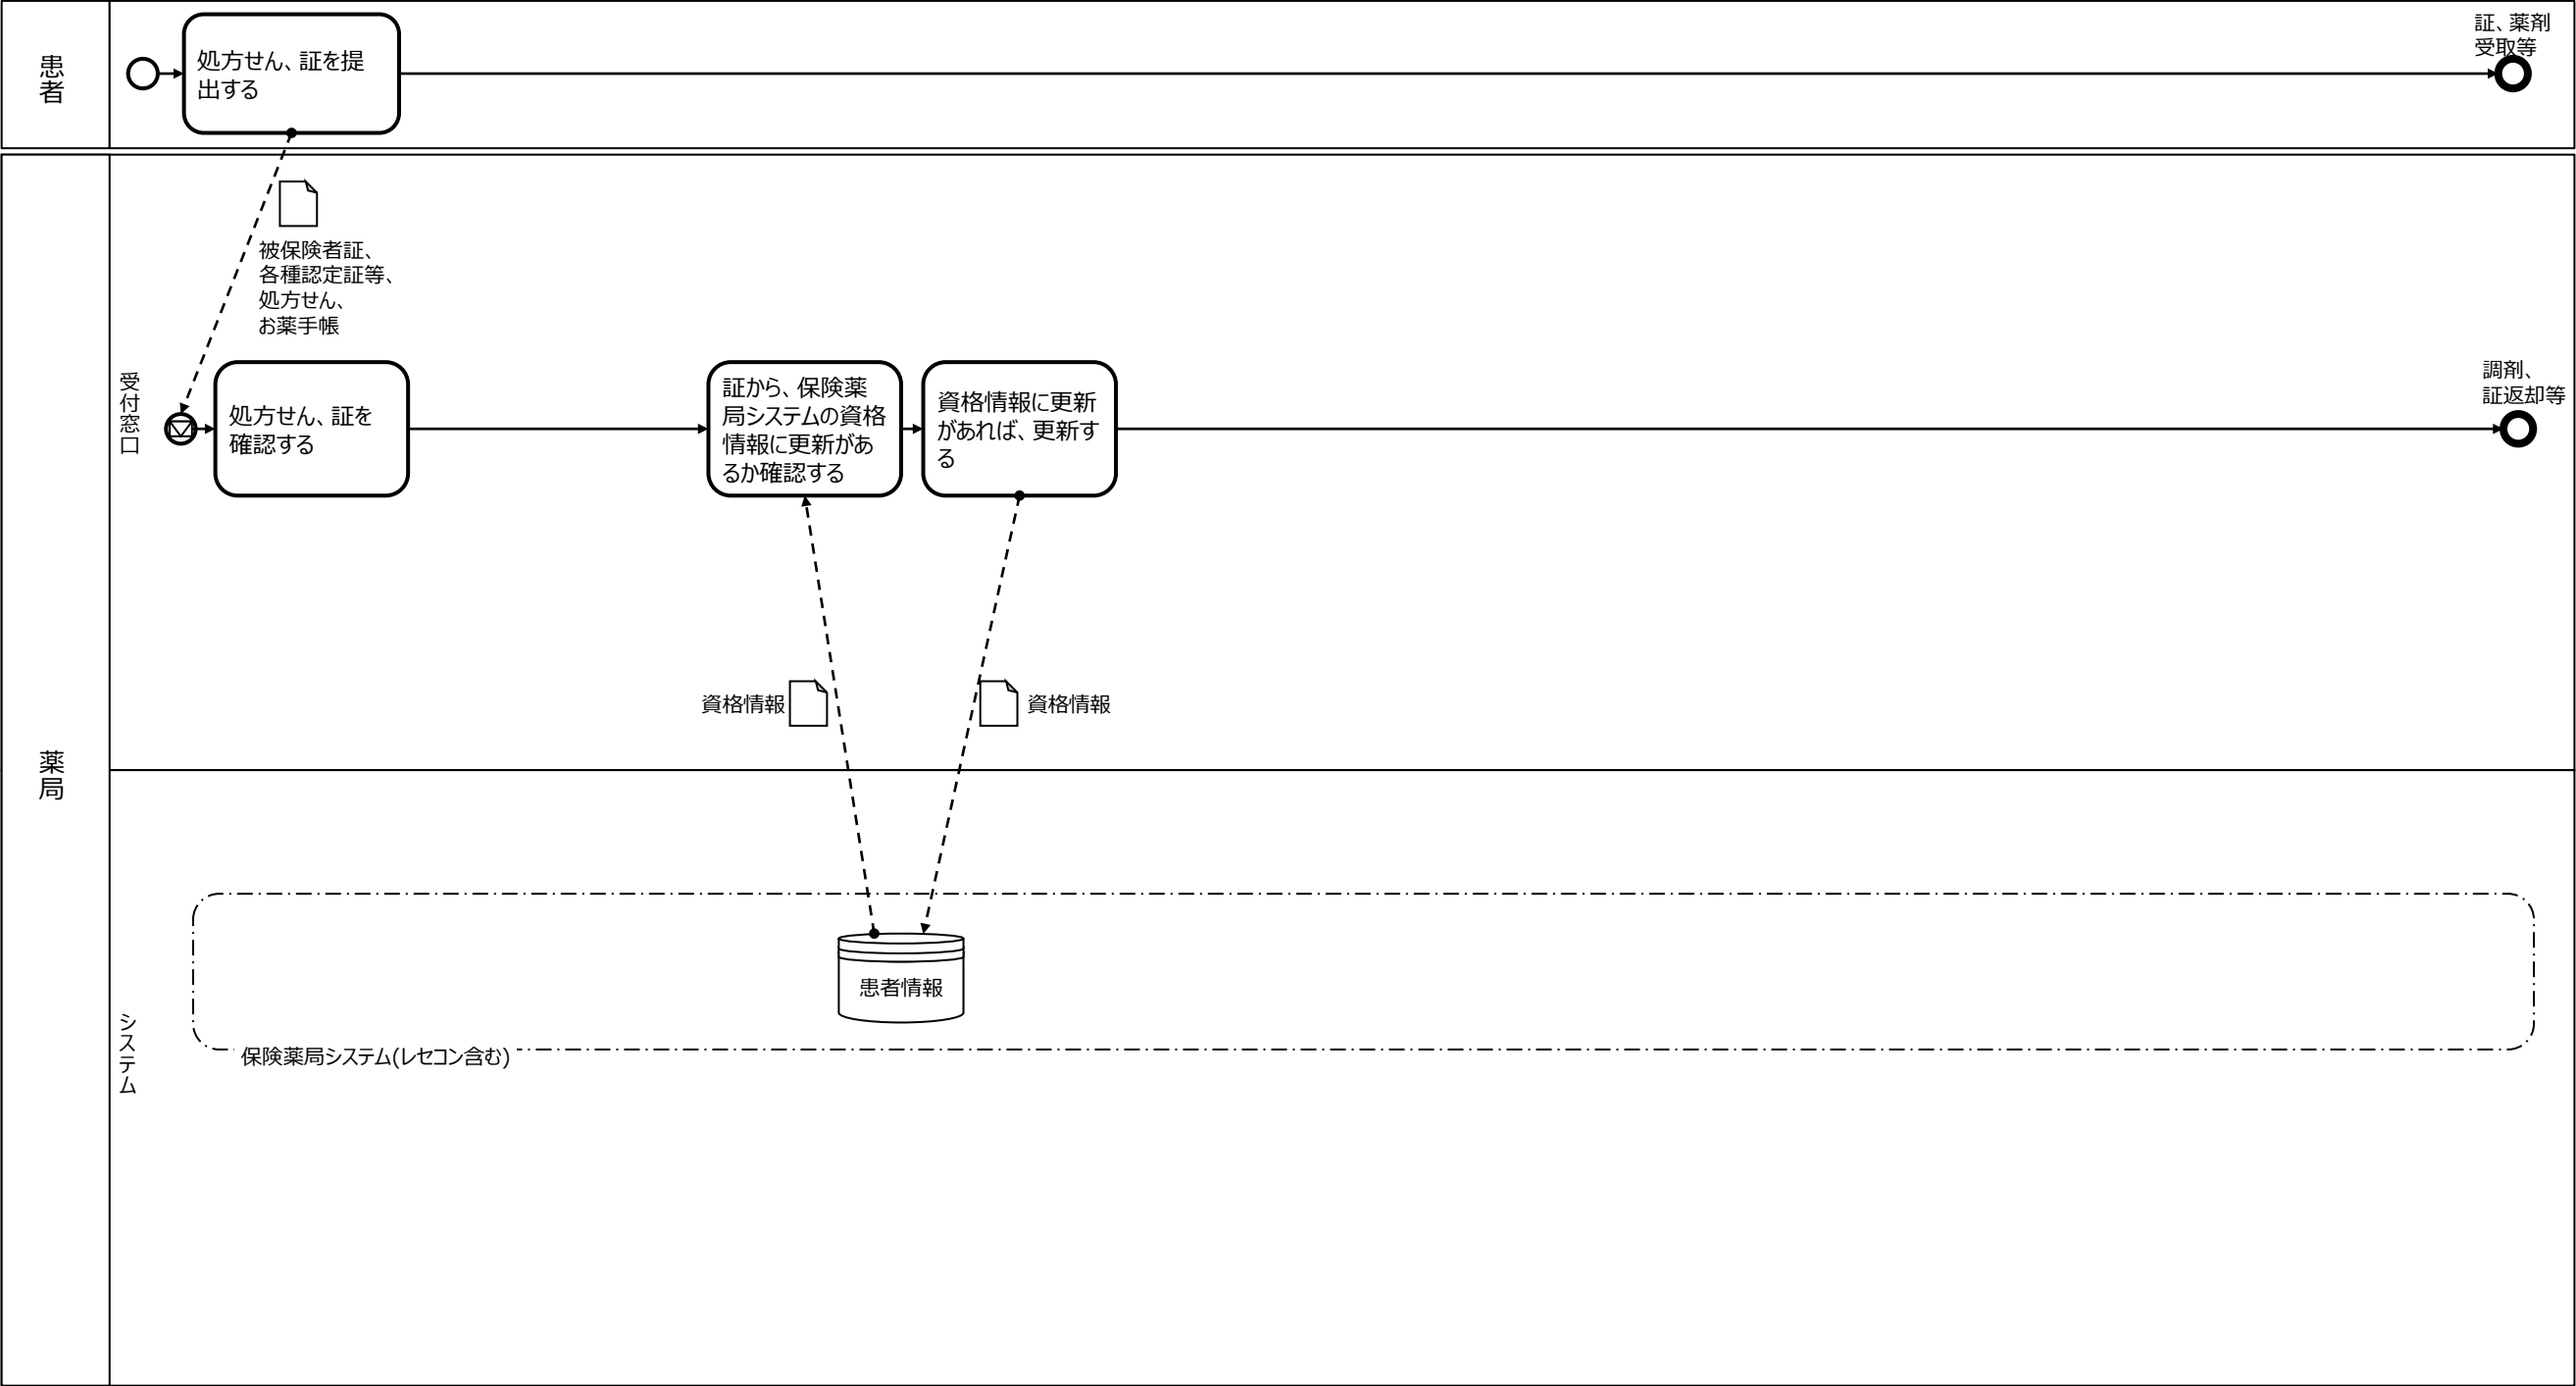 患者
処方せん、証を提
出する
証、薬剤
受取等
被保険者証、
各種認定証等、
処方せん、
お薬手帳
薬局
受付窓口
処方せん、証を
確認する
証から、保険薬
局システムの資格
情報に更新があ
るか確認する
資格情報に更新
があれば、更新す
る
調剤、
証返却等
資格情報
資格情報
システム
患者情報
保険薬局システム(レセコン含む)